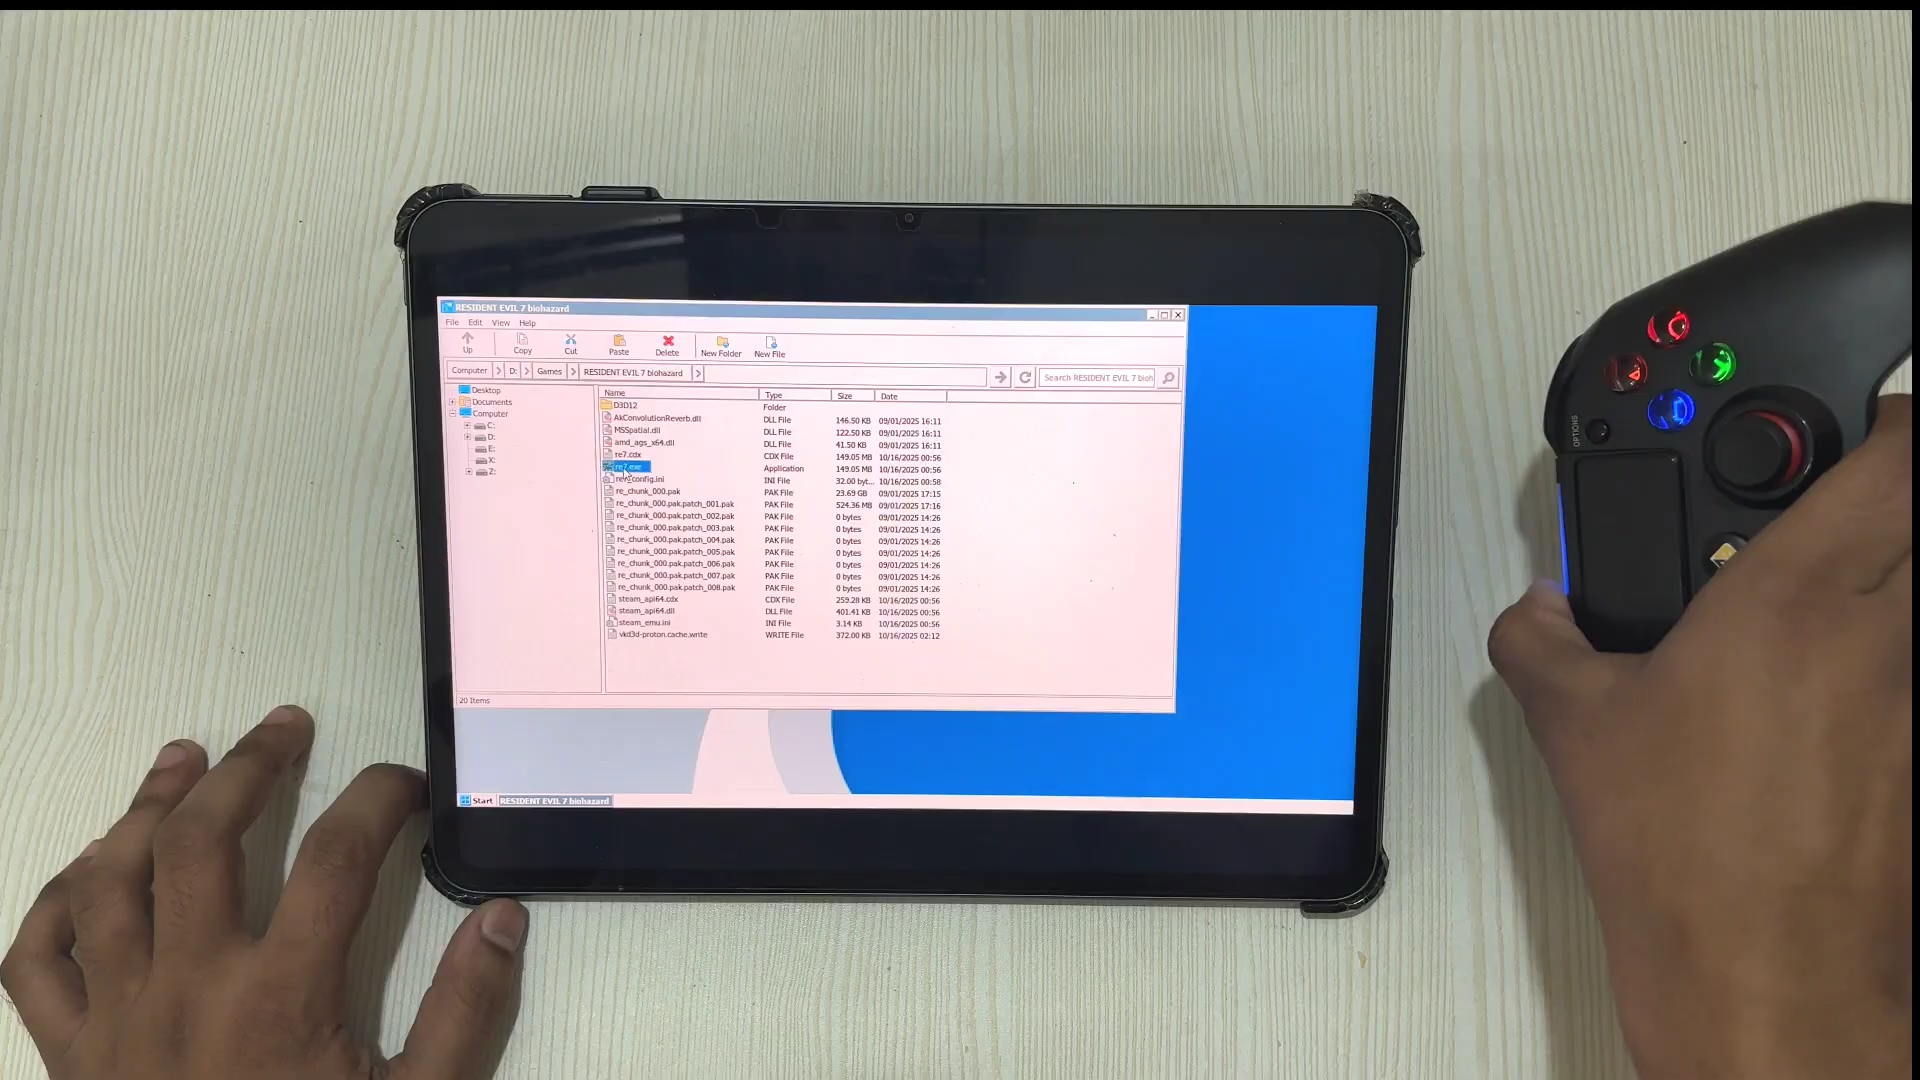 RESIDENT EVIL 7 biohazard
File Edit View Help
Up Copy Cut Paste Delete New Folder New File
Computer D: Games RESIDENT EVIL 7 biohazard Search RESIDENT EVIL 7 bioh
Desktop
Documents
Computer
C:
D:
E:
X:
Z:
Name Type Size Date
D3D12 Folder
AkConvolutionReverb.dll DLL File 146.50 KB 09/01/2025 16:11
MSSpatial.dll DLL File 122.50 KB 09/01/2025 16:11
amd_ags_x64.dll DLL File 41.50 KB 09/01/2025 16:11
re7.cdx CDX File 149.05 MB 10/16/2025 00:56
re7.exe Application 149.05 MB 10/16/2025 00:56
config.ini INI File 32.00 byt... 10/16/2025 00:58
re_chunk_000.pak PAK File 23.69 GB 09/01/2025 17:15
re_chunk_000.pak.patch_001.pak PAK File 524.36 MB 09/01/2025 17:16
re_chunk_000.pak.patch_002.pak PAK File 0 bytes 09/01/2025 14:26
re_chunk_000.pak.patch_003.pak PAK File 0 bytes 09/01/2025 14:26
re_chunk_000.pak.patch_004.pak PAK File 0 bytes 09/01/2025 14:26
re_chunk_000.pak.patch_005.pak PAK File 0 bytes 09/01/2025 14:26
re_chunk_000.pak.patch_006.pak PAK File 0 bytes 09/01/2025 14:26
re_chunk_000.pak.patch_007.pak PAK File 0 bytes 09/01/2025 14:26
re_chunk_000.pak.patch_008.pak PAK File 0 bytes 09/01/2025 14:26
steam_api64.cdx CDX File 259.28 KB 10/16/2025 00:56
steam_api64.dll DLL File 401.41 KB 10/16/2025 00:56
steam_emu.ini INI File 3.14 KB 10/16/2025 00:56
vkd3d-proton.cache.write WRITE File 372.00 KB 10/16/2025 02:12
20 Items
Start RESIDENT EVIL 7 biohazard
OPTIONS